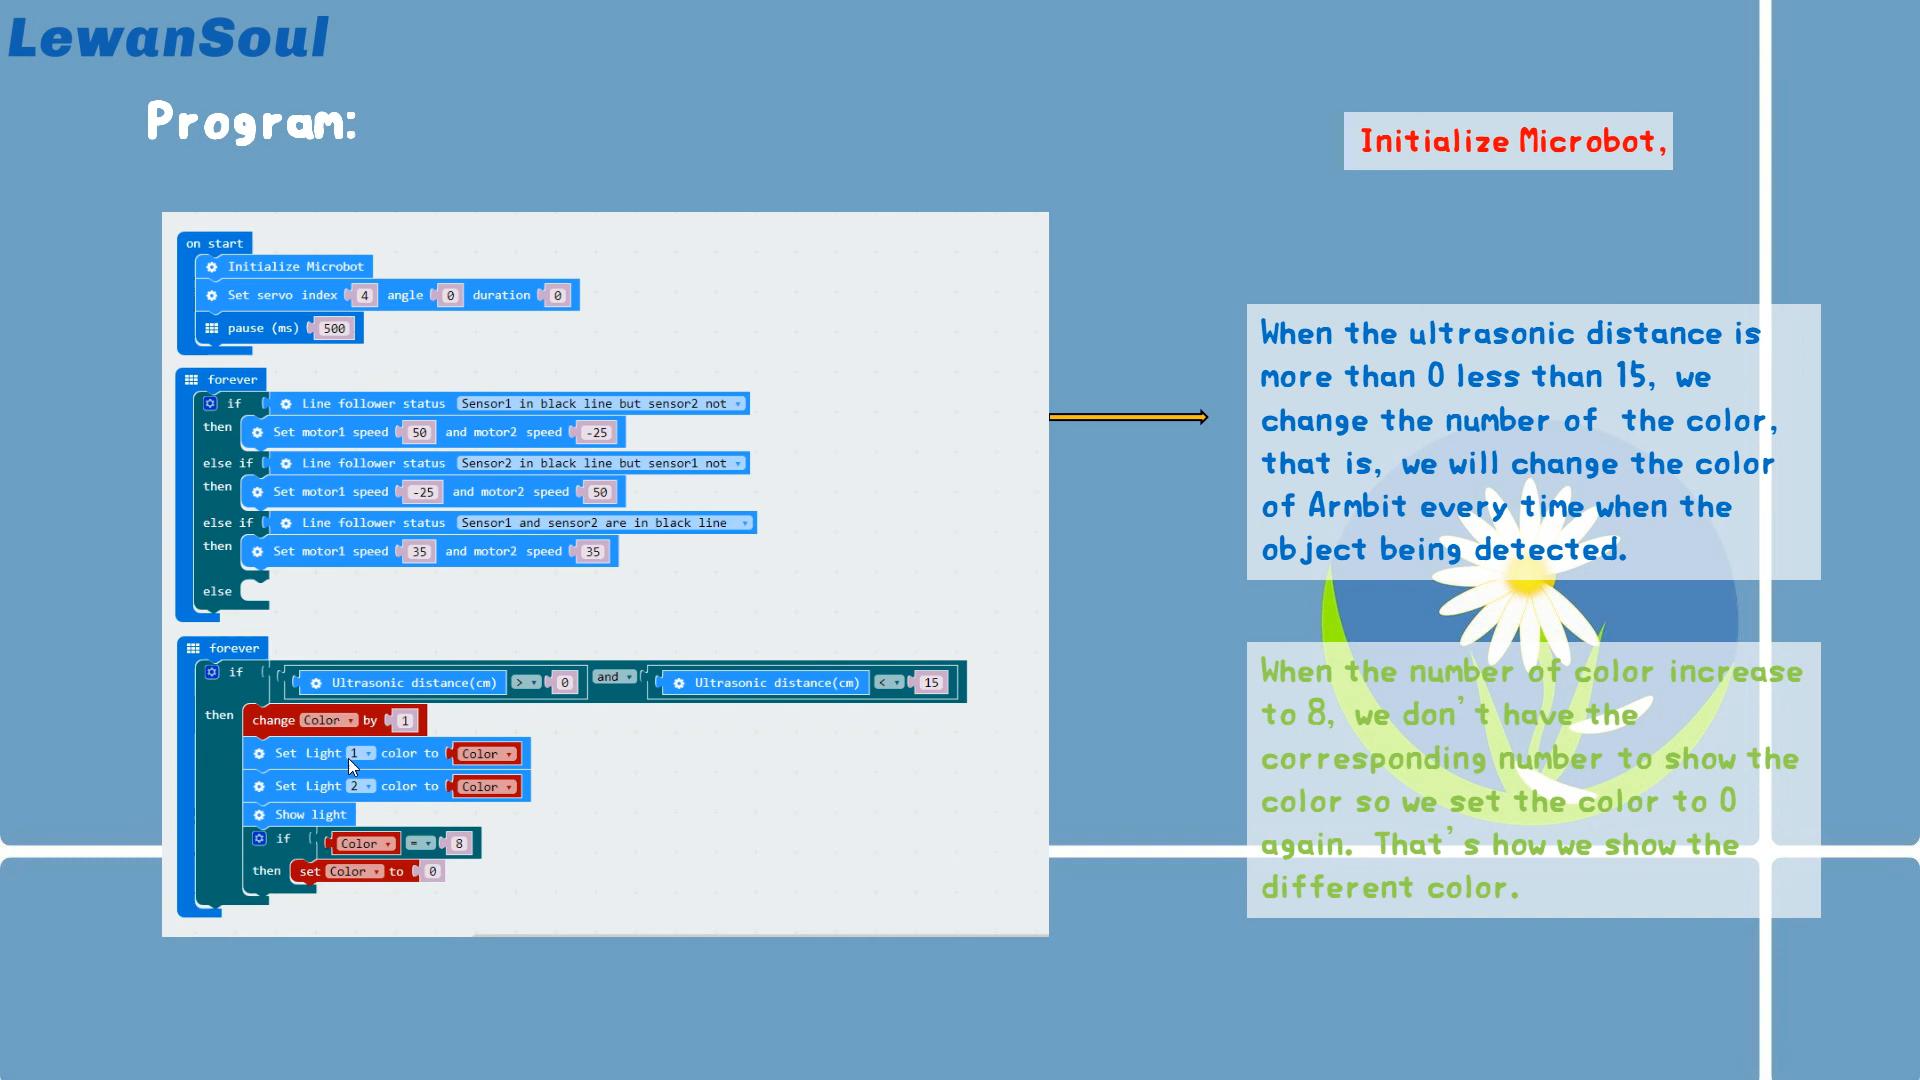 LewanSoul
Program:
Initialize Microbot,
on start
Initialize Microbot
Set servo index 4 angle 0 duration 0
pause (ms) 500
forever
if Line follower status Sensor1 in black line but sensor2 not
then Set motor1 speed 50 and motor2 speed -25
else if Line follower status Sensor2 in black line but sensor1 not
then Set motor1 speed -25 and motor2 speed 50
else if Line follower status Sensor1 and sensor2 are in black line
then Set motor1 speed 35 and motor2 speed 35
else
forever
if Ultrasonic distance(cm) > 0 and Ultrasonic distance(cm) < 15
then change Color by 1
Set Light 1 color to Color
Set Light 2 color to Color
Show light
if Color = 8
then set Color to 0
When the ultrasonic distance is
more than 0 less than 15, we
change the number of the color,
that is, we will change the color
of Armbit every time when the
object being detected.
When the number of color increase
to 8, we don't have the
corresponding number to show the
color so we set the color to 0
again. That's how we show the
different color.